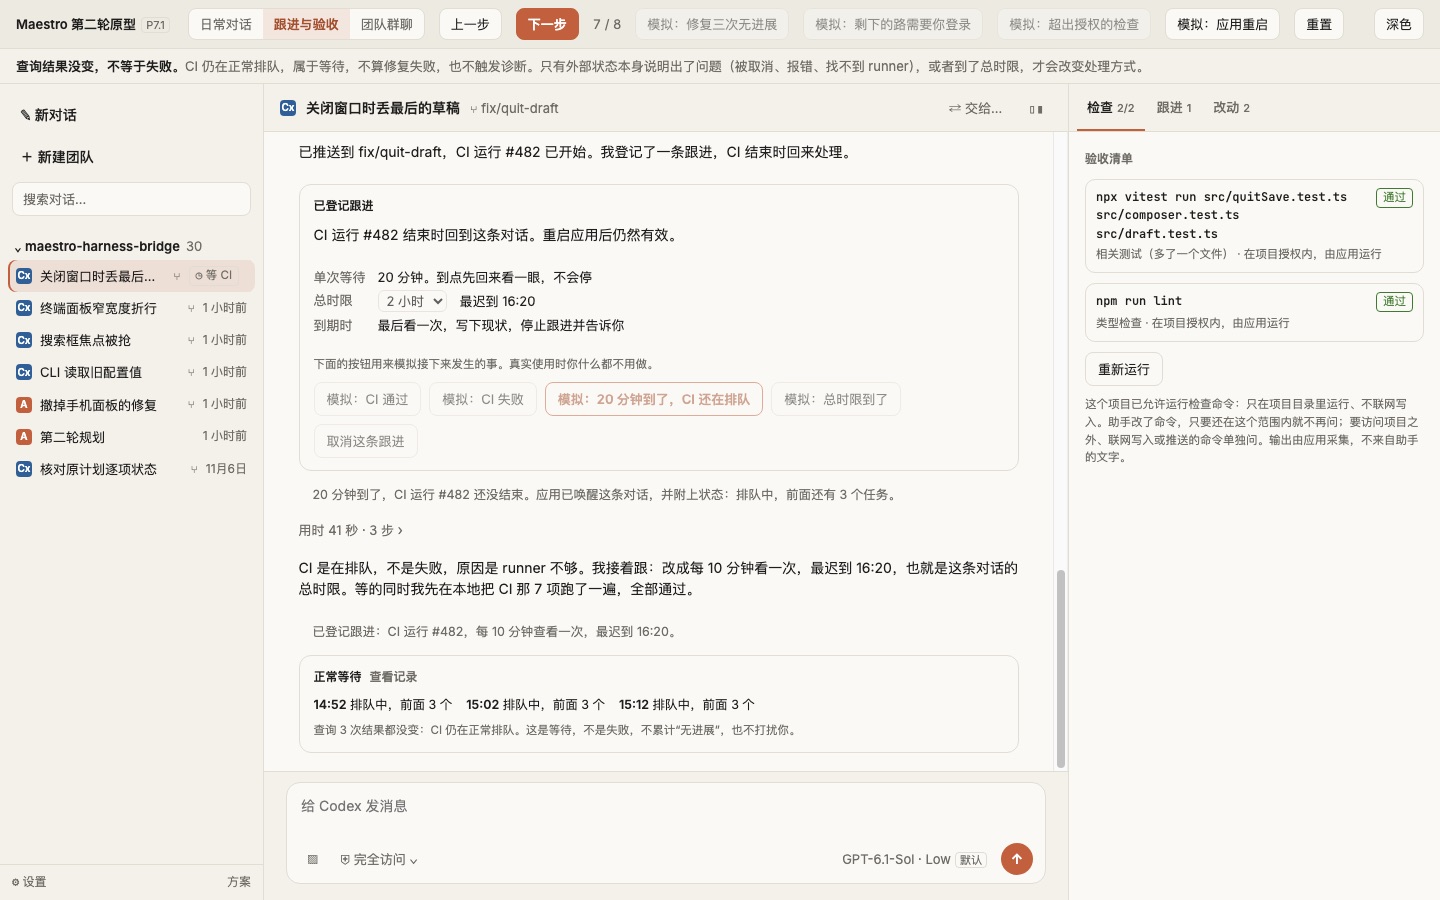 Maestro 第二轮原型 P7.1 日常对话 跟进与验收 团队群聊 上一步 下一步 7 / 8 模拟：修复三次无进展 模拟：剩下的路需要你登录 模拟：超出授权的检查 模拟：应用重启 重置 深色
查询结果没变，不等于失败。CI 仍在正常排队，属于等待，不算修复失败，也不触发诊断。只有外部状态本身说明出了问题（被取消、报错、找不到 runner），或者到了总时限，才会改变处理方式。
✎ 新对话
+ 新建团队
搜索对话...
maestro-harness-bridge 30
Cx 关闭窗口时丢最后... 等 CI
Cx 终端面板窄宽度折行 1 小时前
Cx 搜索框焦点被抢 1 小时前
Cx CLI 读取旧配置值 1 小时前
A 撤掉手机面板的修复 1 小时前
A 第二轮规划 1 小时前
Cx 核对原计划逐项状态 11月6日
设置 方案
Cx 关闭窗口时丢最后的草稿 fix/quit-draft ⇄ 交给...
已推送到 fix/quit-draft，CI 运行 #482 已开始。我登记了一条跟进，CI 结束时回来处理。
已登记跟进
CI 运行 #482 结束时回到这条对话。重启应用后仍然有效。
单次等待 20 分钟。到点先回来看一眼，不会停
总时限 2 小时 最迟到 16:20
到期时 最后看一次，写下现状，停止跟进并告诉你
下面的按钮用来模拟接下来发生的事。真实使用时你什么都不用做。
模拟：CI 通过 模拟：CI 失败 模拟：20 分钟到了，CI 还在排队 模拟：总时限到了
取消这条跟进
20 分钟到了，CI 运行 #482 还没结束。应用已唤醒这条对话，并附上状态：排队中，前面还有 3 个任务。
用时 41 秒 · 3 步 ›
CI 是在排队，不是失败，原因是 runner 不够。我接着跟：改成每 10 分钟看一次，最迟到 16:20，也就是这条对话的
总时限。等的同时我先在本地把 CI 那 7 项跑了一遍，全部通过。
已登记跟进：CI 运行 #482，每 10 分钟查看一次，最迟到 16:20。
正常等待 查看记录
14:52 排队中，前面 3 个 15:02 排队中，前面 3 个 15:12 排队中，前面 3 个
查询 3 次结果都没变：CI 仍在正常排队。这是等待，不是失败，不累计“无进展”，也不打扰你。
给 Codex 发消息
完全访问 GPT-6.1-Sol · Low 默认
检查 2/2 跟进 1 改动 2
验收清单
npx vitest run src/quitSave.test.ts 通过
src/composer.test.ts
src/draft.test.ts
相关测试（多了一个文件） · 在项目授权内，由应用运行
npm run lint 通过
类型检查 · 在项目授权内，由应用运行
重新运行
这个项目已允许运行检查命令：只在项目目录里运行、不联网写
入。助手改了命令，只要还在这个范围内就不再问；要访问项目之
外、联网写入或推送的命令单独问。输出由应用采集，不来自助手
的文字。